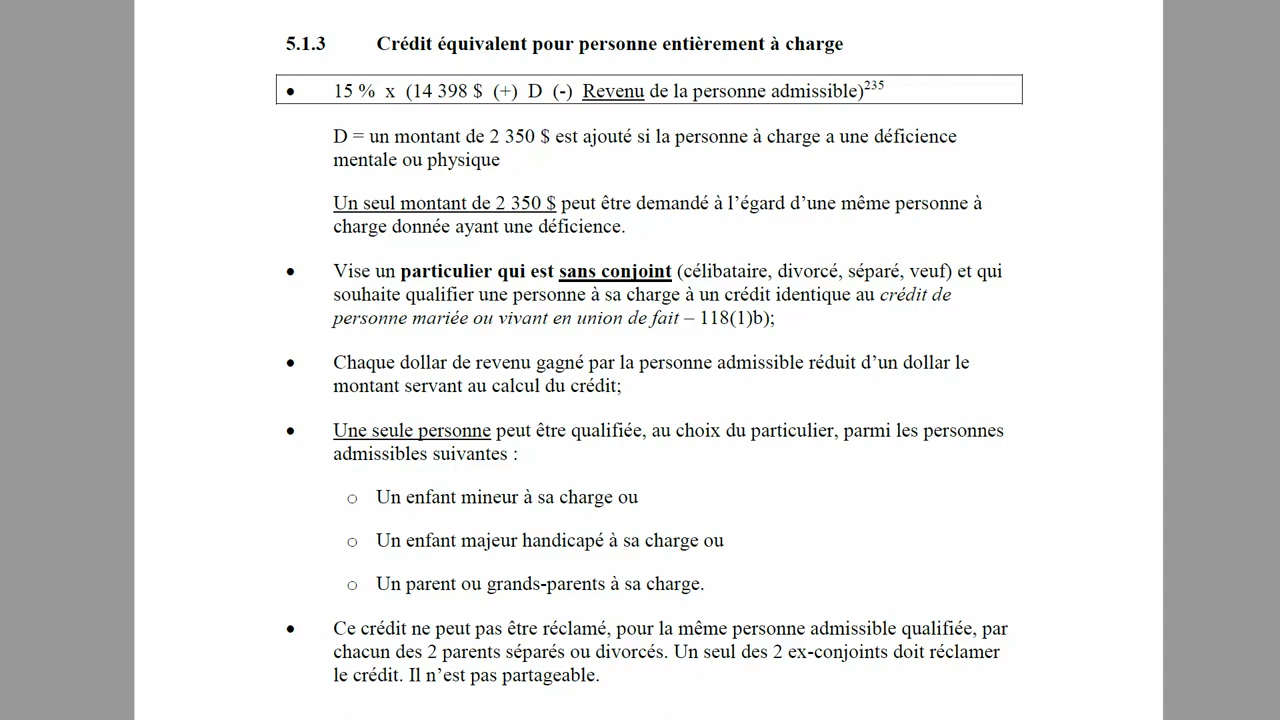 5.1.3 Crédit équivalent pour personne entièrement à charge
• 15 % x (14 398 $ (+) D (-) Revenu de la personne admissible)235
D = un montant de 2 350 $ est ajouté si la personne à charge a une déficience
mentale ou physique
Un seul montant de 2 350 $ peut être demandé à l’égard d’une même personne à
charge donnée ayant une déficience.
• Vise un particulier qui est sans conjoint (célibataire, divorcé, séparé, veuf) et qui
souhaite qualifier une personne à sa charge à un crédit identique au crédit de
personne mariée ou vivant en union de fait – 118(1)b);
• Chaque dollar de revenu gagné par la personne admissible réduit d’un dollar le
montant servant au calcul du crédit;
• Une seule personne peut être qualifiée, au choix du particulier, parmi les personnes
admissibles suivantes :
o Un enfant mineur à sa charge ou
o Un enfant majeur handicapé à sa charge ou
o Un parent ou grands-parents à sa charge.
• Ce crédit ne peut pas être réclamé, pour la même personne admissible qualifiée, par
chacun des 2 parents séparés ou divorcés. Un seul des 2 ex-conjoints doit réclamer
le crédit. Il n’est pas partageable.